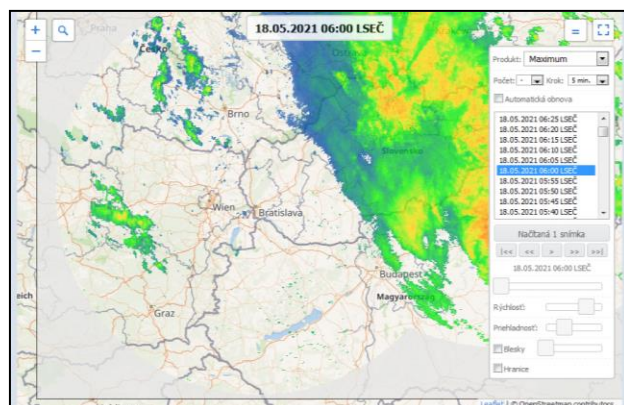 +
−
Praha
Česko
18.05.2021 06:00 LSEČ
=
Ostrava
Produkt: Maximum
Počet: - Krok: 5 min.
Automatická obnova
18.05.2021 06:25 LSEČ
18.05.2021 06:20 LSEČ
18.05.2021 06:15 LSEČ
18.05.2021 06:10 LSEČ
18.05.2021 06:05 LSEČ
18.05.2021 06:00 LSEČ
18.05.2021 05:55 LSEČ
18.05.2021 05:50 LSEČ
18.05.2021 05:45 LSEČ
18.05.2021 05:40 LSEČ
Brno
Slovensko
Wien
Bratislava
Načítaná 1 snímka
|<< << > >> >>|
18.05.2021 06:00 LSEČ
Budapest
Magyarország
Rýchlosť:
Graz
Priehľadnosť:
Blesky
Hranice
Leaflet | © OpenStreetMap contributors